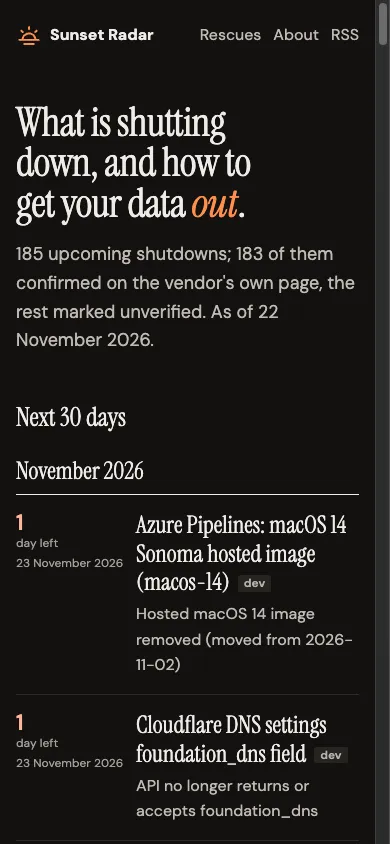 Sunset Radar
Rescues About RSS
What is shutting
down, and how to
get your data out.
185 upcoming shutdowns; 183 of them
confirmed on the vendor's own page, the
rest marked unverified. As of 22
November 2026.
Next 30 days
November 2026
1
day left
23 November 2026
Azure Pipelines: macOS 14
Sonoma hosted image
(macos-14) dev
Hosted macOS 14 image
removed (moved from 2026-
11-02)
1
day left
23 November 2026
Cloudflare DNS settings
foundation_dns field dev
API no longer returns or
accepts foundation_dns